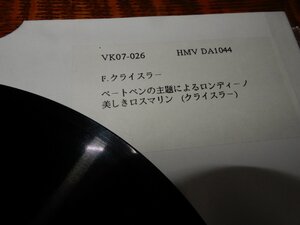 VK07-026 HMV DA1044
F.クライスラー
ベートベンの主題によるロンディーノ
美しきロスマリン (クライスラー)